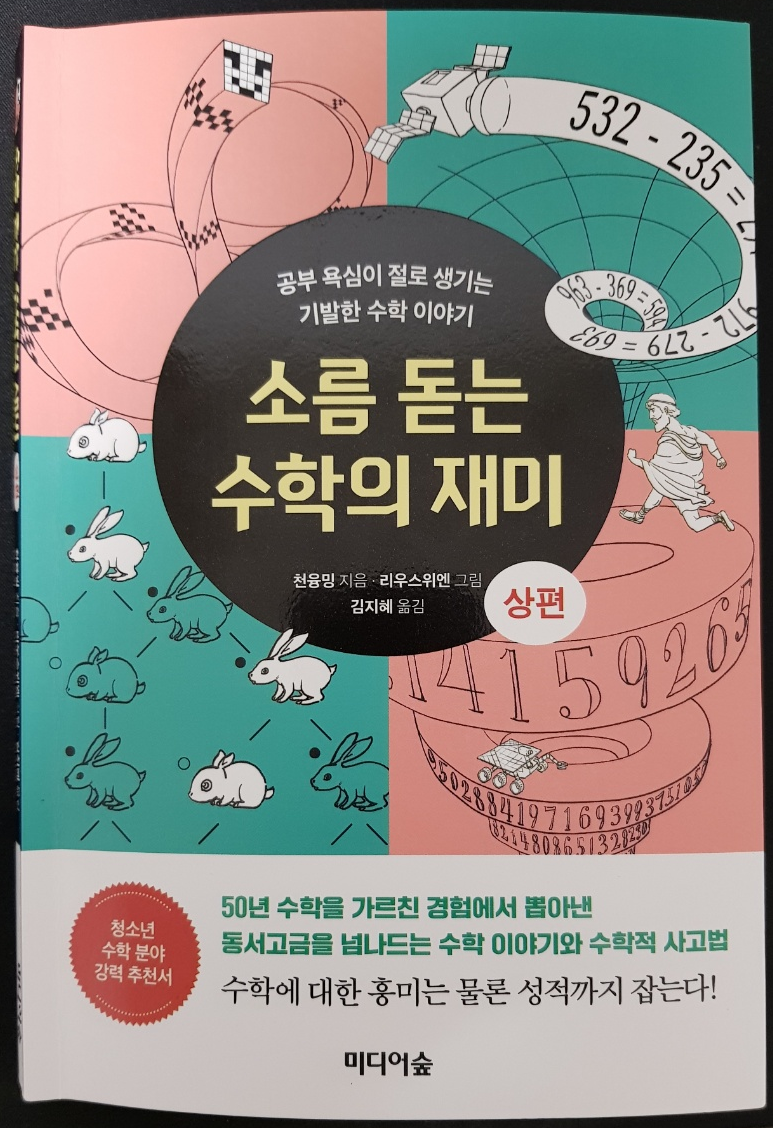 532 - 235 =
963 - 369 = 594
972 - 279 = 693
공부 욕심이 절로 생기는
기발한 수학 이야기
소름 돋는
수학의 재미
천융밍 지음 · 리우스위엔 그림
김지혜 옮김
상편
14159265
50288419716939937510
82148086513282
청소년
수학 분야
강력 추천서
50년 수학을 가르친 경험에서 뽑아낸
동서고금을 넘나드는 수학 이야기와 수학적 사고법
수학에 대한 흥미는 물론 성적까지 잡는다!
미디어숲